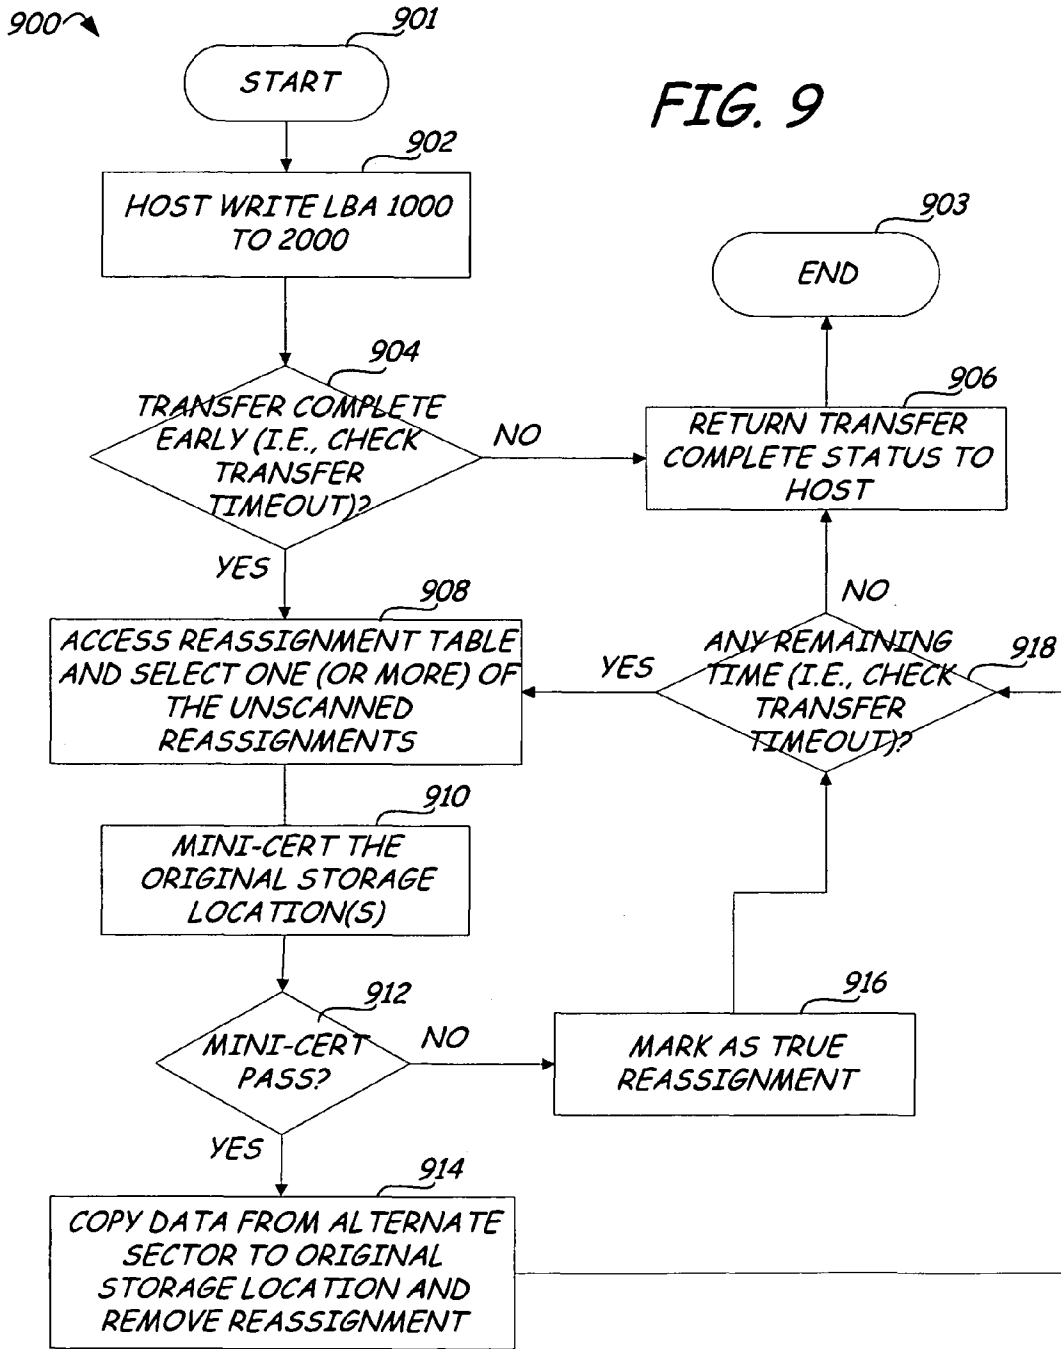 900
901
START
FIG. 9
902
HOST WRITE LBA 1000
TO 2000
903
END
904
TRANSFER COMPLETE
EARLY (I.E., CHECK
TRANSFER
TIMEOUT)?
NO
906
RETURN TRANSFER
COMPLETE STATUS TO
HOST
YES
NO
908
ACCESS REASSIGNMENT TABLE
AND SELECT ONE (OR MORE) OF
THE UNSCANNED
REASSIGNMENTS
YES
ANY REMAINING
TIME (I.E., CHECK
TRANSFER
TIMEOUT)?
918
910
MINI-CERT THE
ORIGINAL STORAGE
LOCATION(S)
912
MINI-CERT
PASS?
NO
916
MARK AS TRUE
REASSIGNMENT
YES
914
COPY DATA FROM ALTERNATE
SECTOR TO ORIGINAL
STORAGE LOCATION AND
REMOVE REASSIGNMENT